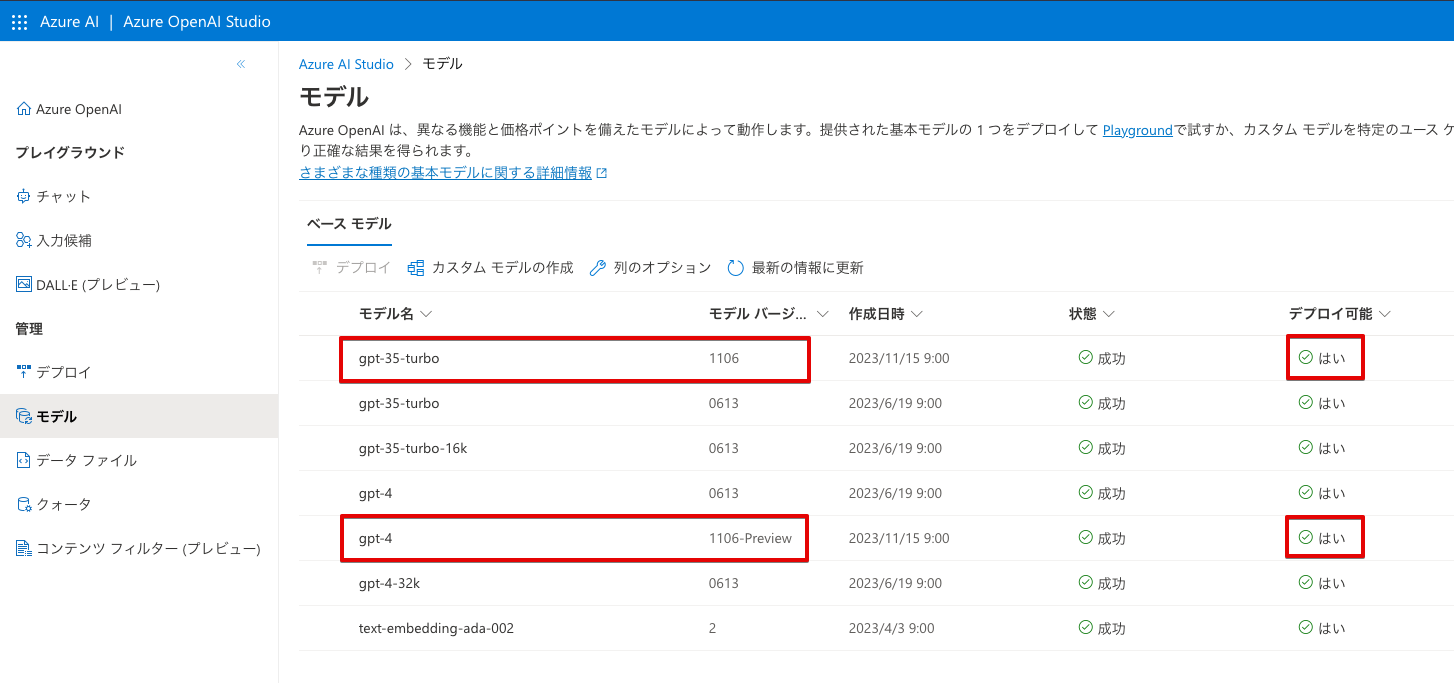 Azure AI | Azure OpenAI Studio
«
Azure OpenAI
プレイグラウンド
チャット
入力候補
DALL·E (プレビュー)
管理
デプロイ
モデル
データ ファイル
クォータ
コンテンツ フィルター (プレビュー)
Azure AI Studio > モデル
モデル
Azure OpenAI は、異なる機能と価格ポイントを備えたモデルによって動作します。提供された基本モデルの 1 つをデプロイして Playgroundで試すか、カスタム モデルを特定のユース ケ
り正確な結果を得られます。
さまざまな種類の基本モデルに関する詳細情報
ベース モデル
デプロイ カスタム モデルの作成 列のオプション 最新の情報に更新
モデル名 モデル バージ... 作成日時 状態 デプロイ可能
gpt-35-turbo 1106 2023/11/15 9:00 成功 はい
gpt-35-turbo 0613 2023/6/19 9:00 成功 はい
gpt-35-turbo-16k 0613 2023/6/19 9:00 成功 はい
gpt-4 0613 2023/6/19 9:00 成功 はい
gpt-4 1106-Preview 2023/11/15 9:00 成功 はい
gpt-4-32k 0613 2023/6/19 9:00 成功 はい
text-embedding-ada-002 2 2023/4/3 9:00 成功 はい